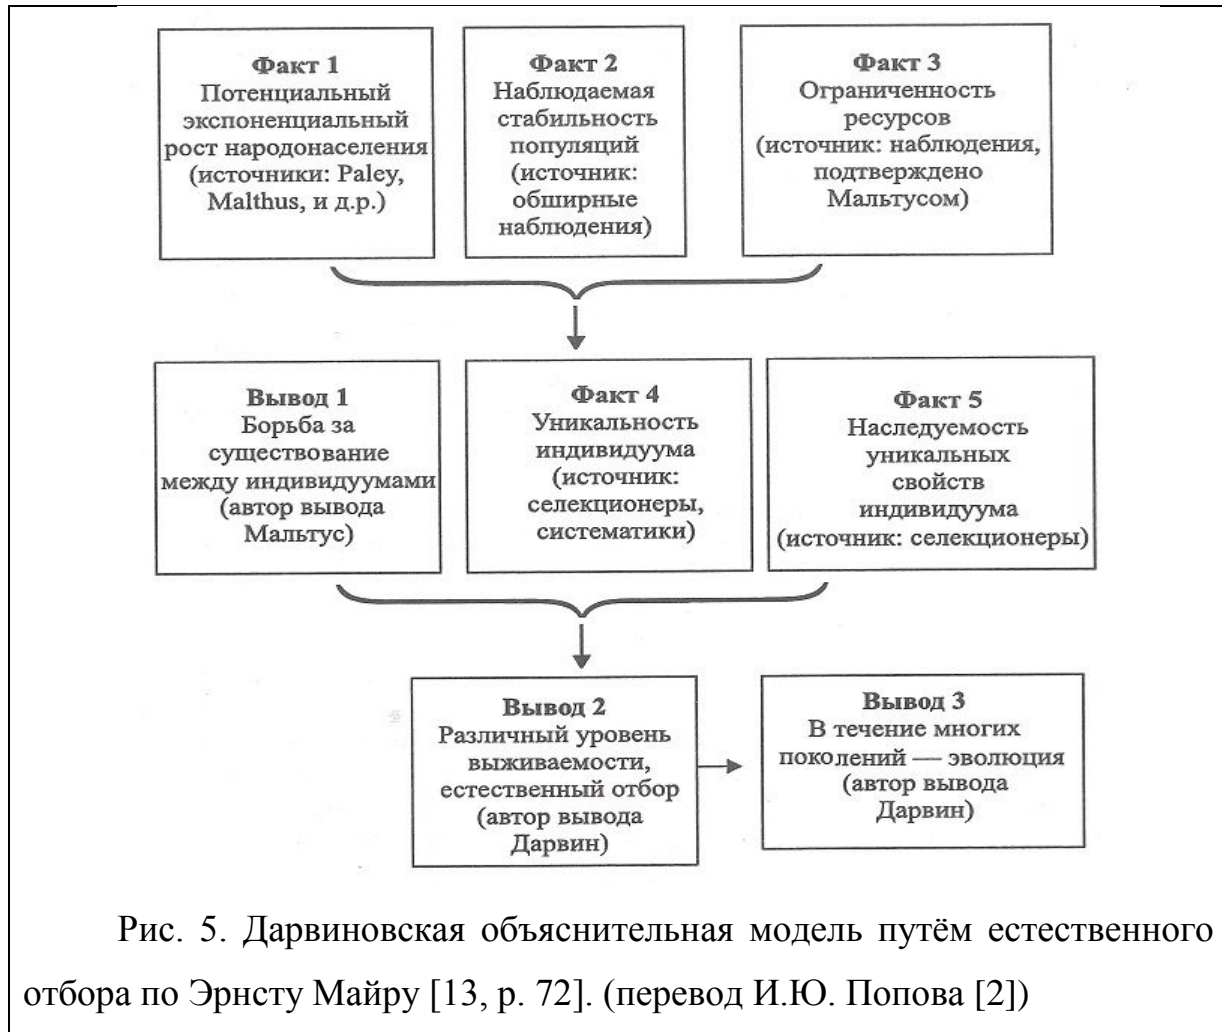 Факт 1
Потенциальный
экспоненциальный
рост народонаселения
(источники: Paley,
Malthus, и д.р.)
Факт 2
Наблюдаемая
стабильность
популяций
(источник:
обширные
наблюдения)
Факт 3
Ограниченность
ресурсов
(источник: наблюдения,
подтверждено
Мальтусом)
Вывод 1
Борьба за
существование
между индивидуумами
(автор вывода
Мальтус)
Факт 4
Уникальность
индивидуума
(источник:
селекционеры,
систематики)
Факт 5
Наследуемость
уникальных
свойств
индивидуума
(источник: селекционеры)
Вывод 2
Различный уровень
выживаемости,
естественный отбор
(автор вывода
Дарвин)
Вывод 3
В течение многих
поколений — эволюция
(автор вывода
Дарвин)
Рис. 5. Дарвиновская объяснительная модель путём естественного
отбора по Эрнсту Майру [13, p. 72]. (перевод И.Ю. Попова [2])